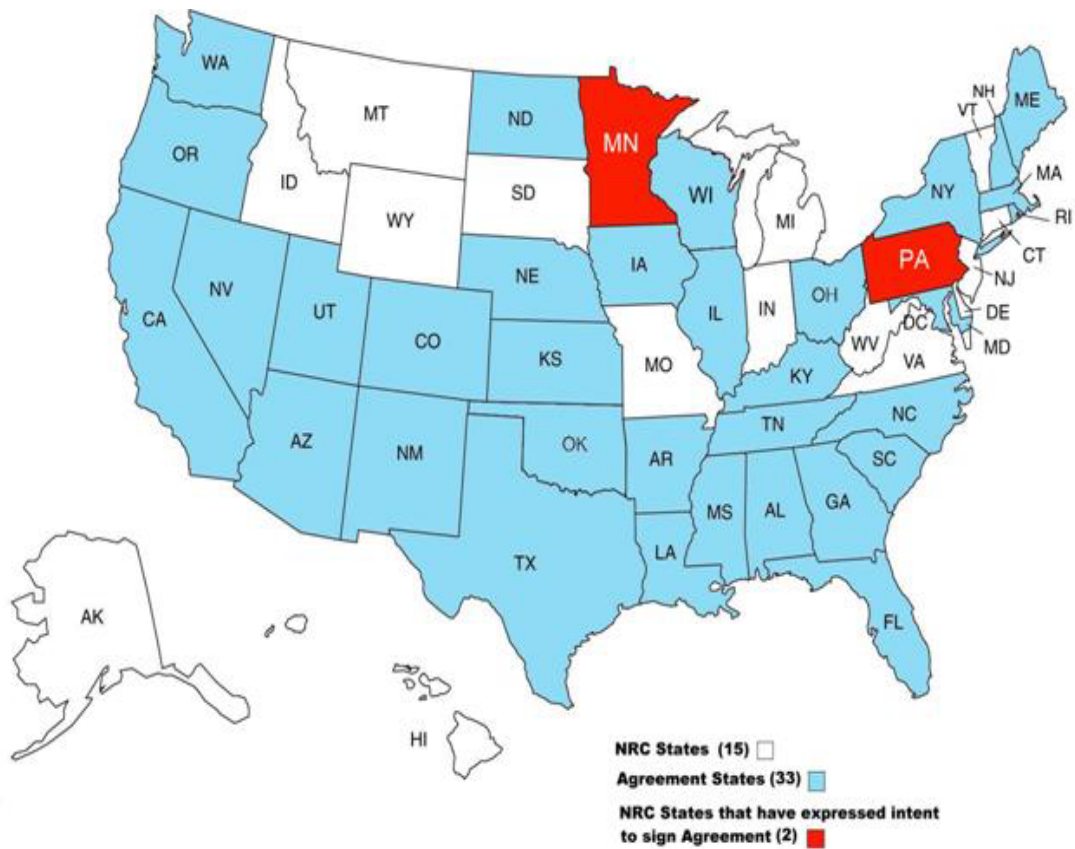 WA
MT
ND
MN
VT
NH
ME
OR
ID
SD
WI
MA
NY
WY
MI
RI
CT
PA
IA
NE
NJ
NV
UT
CA
IL
IN
OH
DE
DC
CO
WV
MD
KS
MO
VA
KY
NC
TN
AZ
NM
OK
AR
SC
MS
AL
GA
LA
TX
AK
FL
HI
NRC States (15)
Agreement States (33)
NRC States that have expressed intent
to sign Agreement (2)